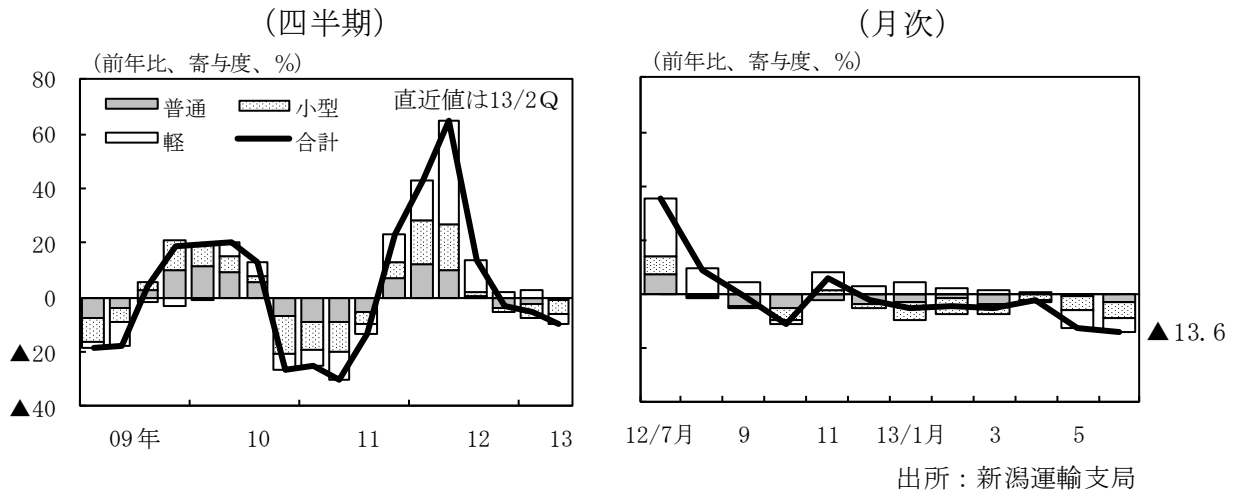 (四半期)
(月次)
(前年比、寄与度、%)
(前年比、寄与度、%)
80
60
40
20
0
▲20
▲40
普通
小型
軽
合計
直近値は13/2Q
09年
10
11
12
13
12/7月
9
11
13/1月
3
5
▲13.6
出所：新潟運輸支局